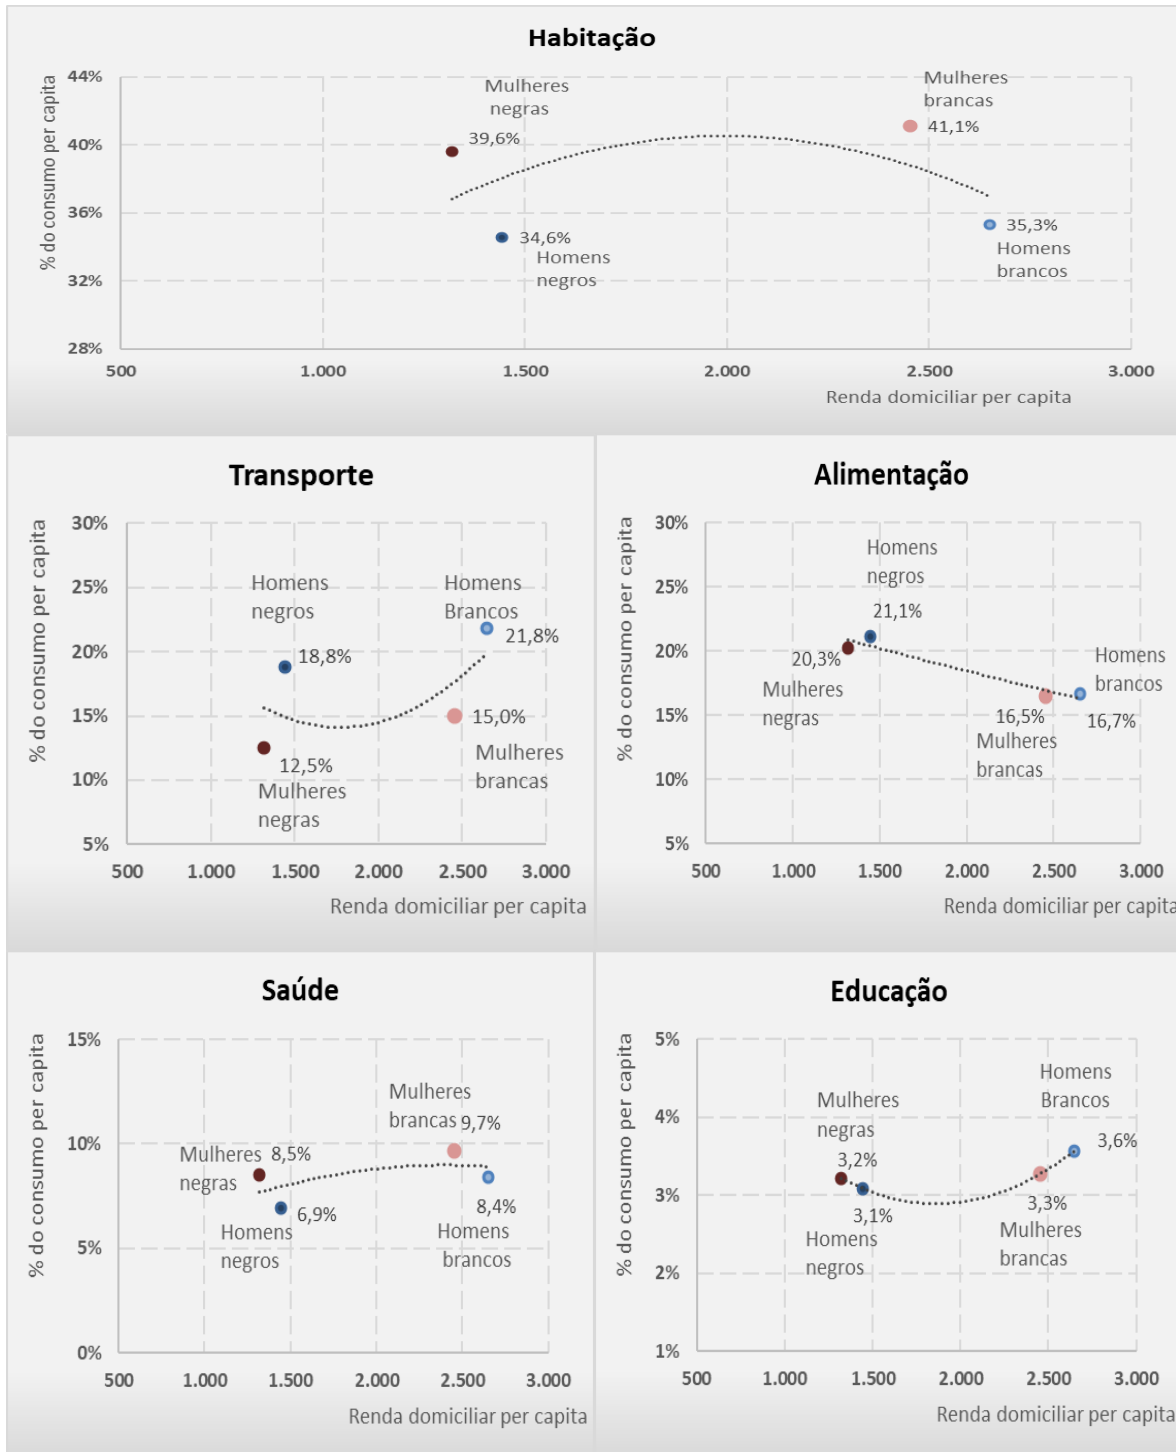 Habitação
% do consumo per capita
44%
40%
36%
32%
28%
Mulheres
negras
39,6%
34,6%
Homens
negros
Mulheres
brancas
41,1%
35,3%
Homens
brancos
500
1.000
1.500
2.000
2.500
3.000
Renda domiciliar per capita
Transporte
% do consumo per capita
30%
25%
20%
15%
10%
5%
Homens
negros
18,8%
12,5%
Mulheres
negras
Homens
Brancos
21,8%
15,0%
Mulheres
brancas
500
1.000
1.500
2.000
2.500
3.000
Renda domiciliar per capita
Alimentação
% do consumo per capita
30%
25%
20%
15%
10%
5%
Homens
negros
21,1%
20,3%
Mulheres
negras
Homens
brancos
16,5%
16,7%
Mulheres
brancas
500
1.000
1.500
2.000
2.500
3.000
Renda domiciliar per capita
Saúde
% do consumo per capita
15%
10%
5%
0%
Mulheres 8,5%
negras
6,9%
Homens
negros
Mulheres
brancas 9,7%
8,4%
Homens
brancos
500
1.000
1.500
2.000
2.500
3.000
Renda domiciliar per capita
Educação
% do consumo per capita
5%
4%
3%
2%
1%
Mulheres
negras
3,2%
3,1%
Homens
negros
Homens
Brancos
3,6%
3,3%
Mulheres
brancas
500
1.000
1.500
2.000
2.500
3.000
Renda domiciliar per capita